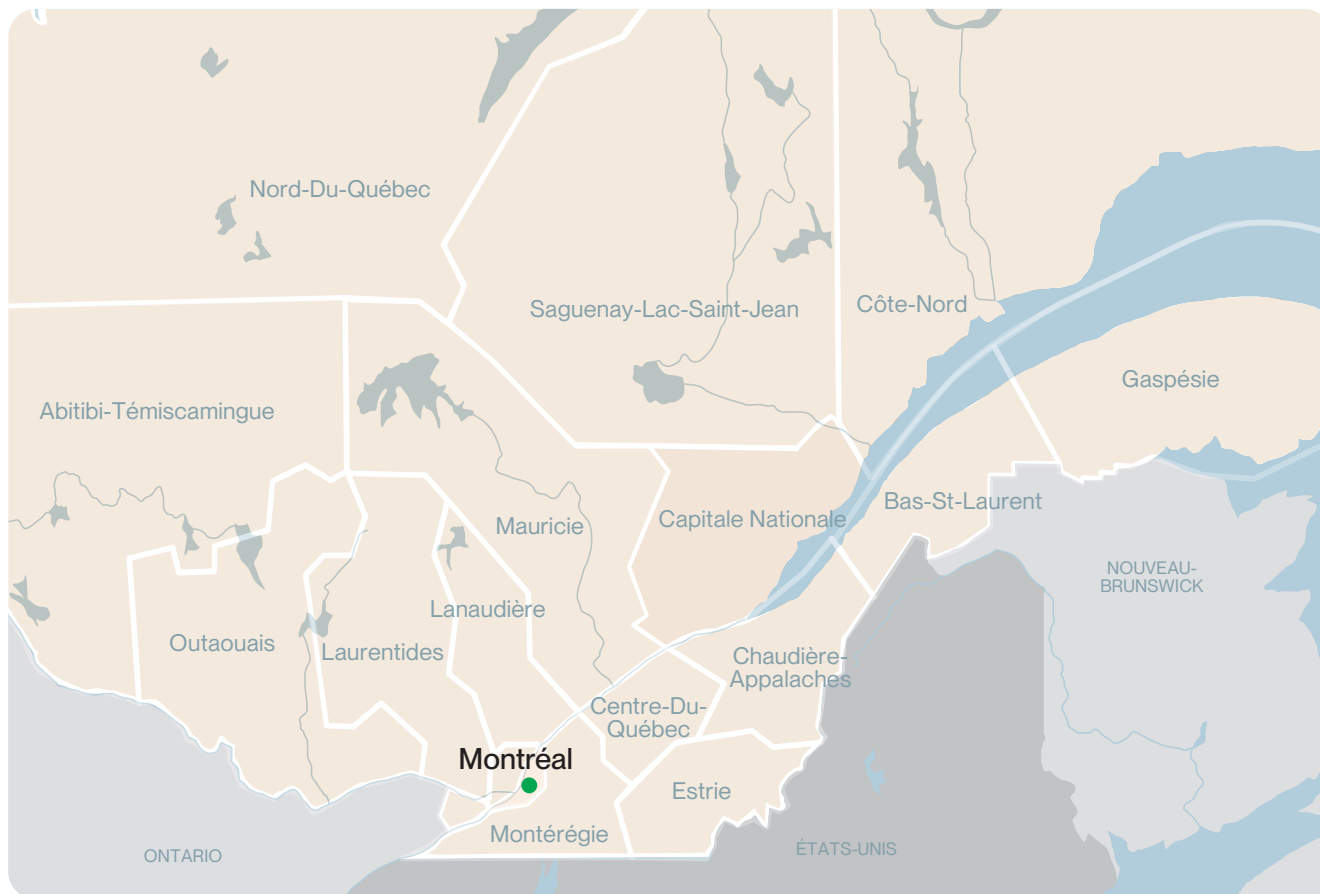 Nord-Du-Québec
Saguenay-Lac-Saint-Jean
Côte-Nord
Gaspésie
Abitibi-Témiscamingue
Bas-St-Laurent
Capitale Nationale
Mauricie
NOUVEAU-
BRUNSWICK
Lanaudière
Outaouais
Laurentides
Chaudière-
Appalaches
Centre-Du-
Québec
Montréal
Estrie
Montérégie
ONTARIO
ÉTATS-UNIS